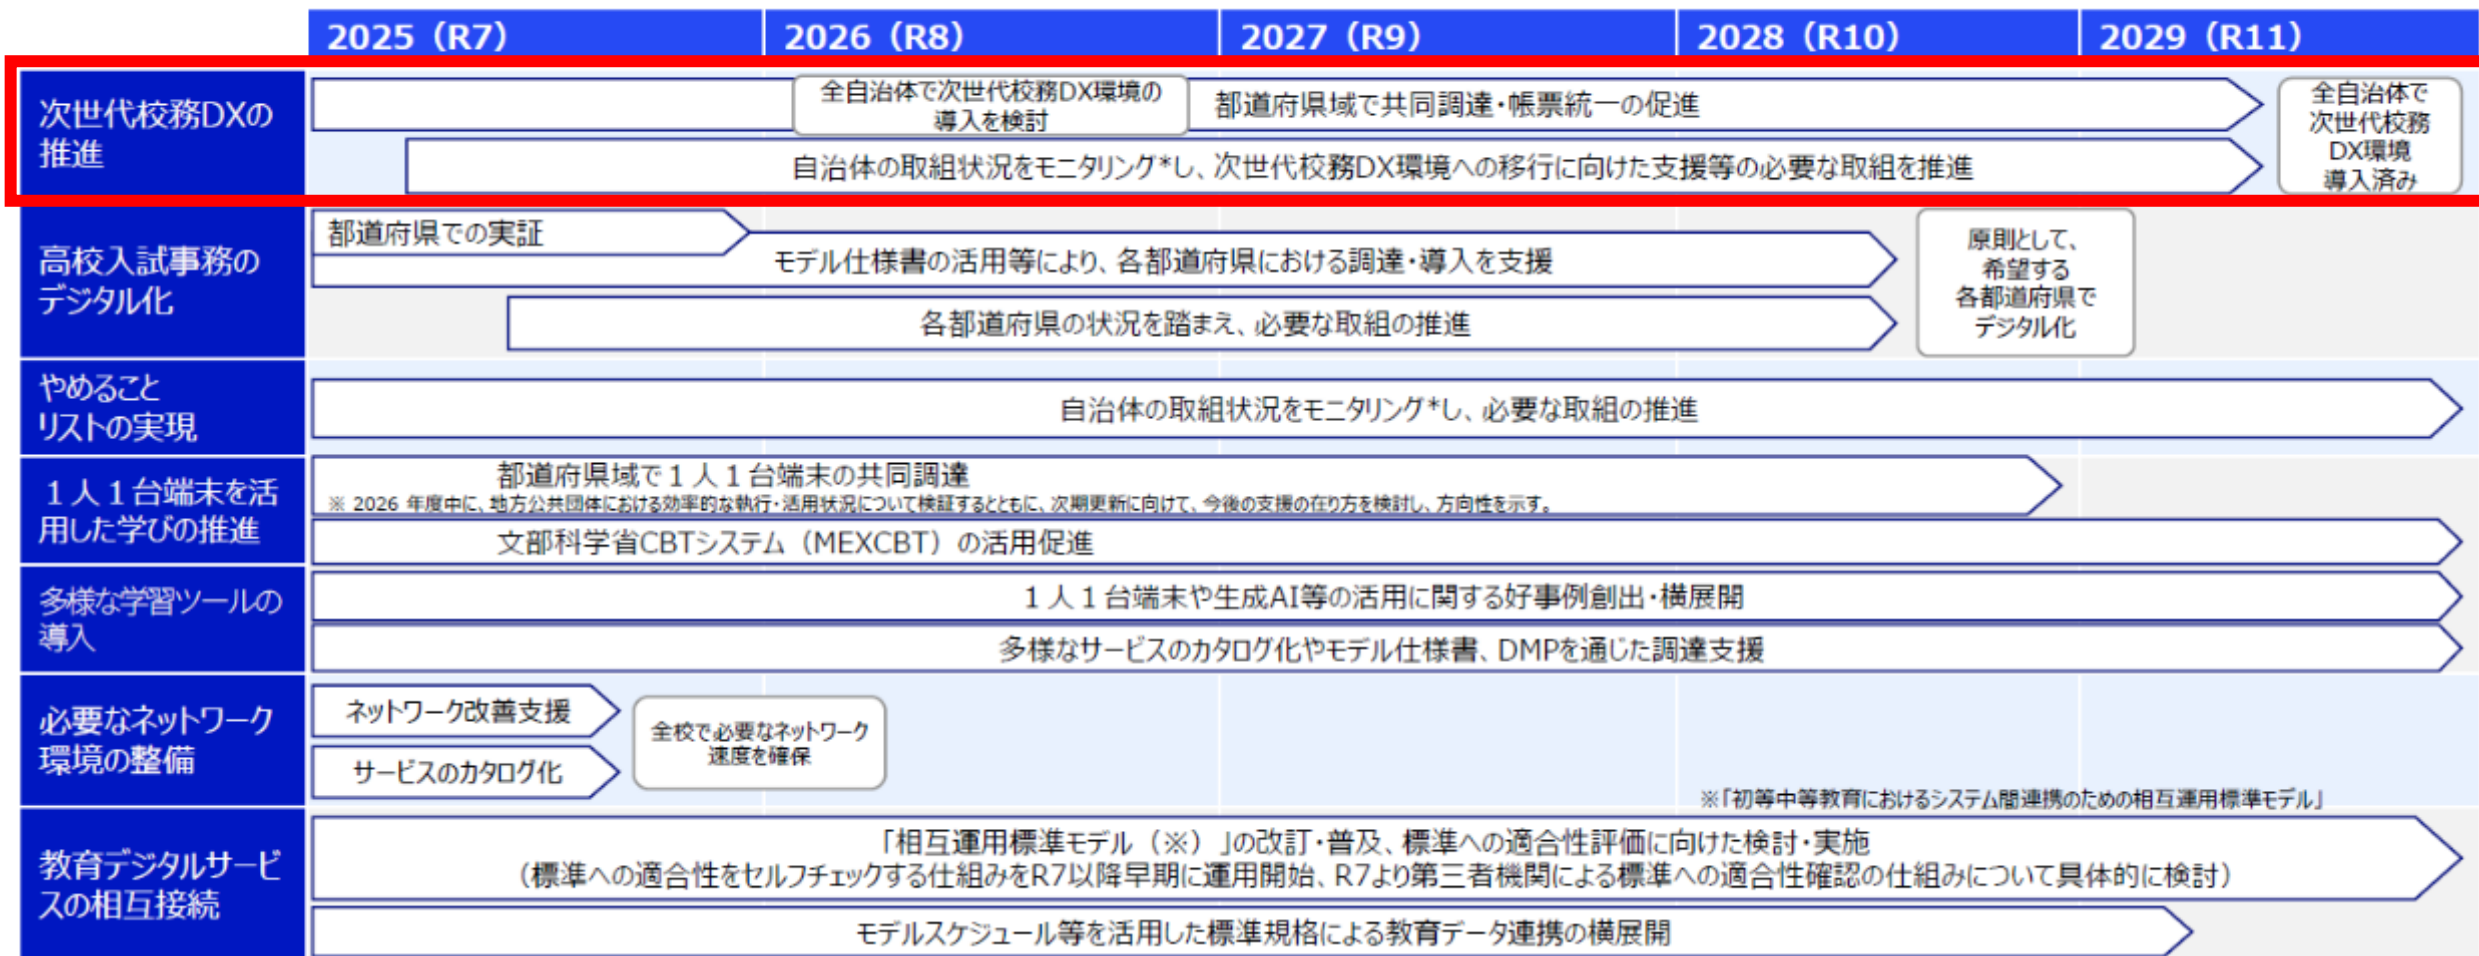 2025（R7）
2026（R8）
2027（R9）
2028（R10）
2029（R11）
次世代校務DXの
推進
全自治体で次世代校務DX環境の
導入を検討
都道府県域で共同調達・帳票統一の促進
自治体の取組状況をモニタリング*し、次世代校務DX環境への移行に向けた支援等の必要な取組を推進
全自治体で
次世代校務
DX環境
導入済み
高校入試事務の
デジタル化
都道府県での実証
モデル仕様書の活用等により、各都道府県における調達・導入を支援
各都道府県の状況を踏まえ、必要な取組の推進
原則として、
希望する
各都道府県で
デジタル化
やめること
リストの実現
自治体の取組状況をモニタリング*し、必要な取組の推進
１人１台端末を活
用した学びの推進
都道府県域で１人１台端末の共同調達
※ 2026 年度中に、地方公共団体における効率的な執行・活用状況について検証するとともに、次期更新に向けて、今後の支援の在り方を検討し、方向性を示す。
文部科学省CBTシステム（MEXCBT）の活用促進
多様な学習ツールの
導入
１人１台端末や生成AI等の活用に関する好事例創出・横展開
多様なサービスのカタログ化やモデル仕様書、DMPを通じた調達支援
必要なネットワーク
環境の整備
ネットワーク改善支援
サービスのカタログ化
全校で必要なネットワーク
速度を確保
※「初等中等教育におけるシステム間連携のための相互運用標準モデル」
教育デジタルサービ
スの相互接続
「相互運用標準モデル（※）」の改訂・普及、標準への適合性評価に向けた検討・実施
（標準への適合性をセルフチェックする仕組みをR7以降早期に運用開始、R7より第三者機関による標準への適合性確認の仕組みについて具体的に検討）
モデルスケジュール等を活用した標準規格による教育データ連携の横展開